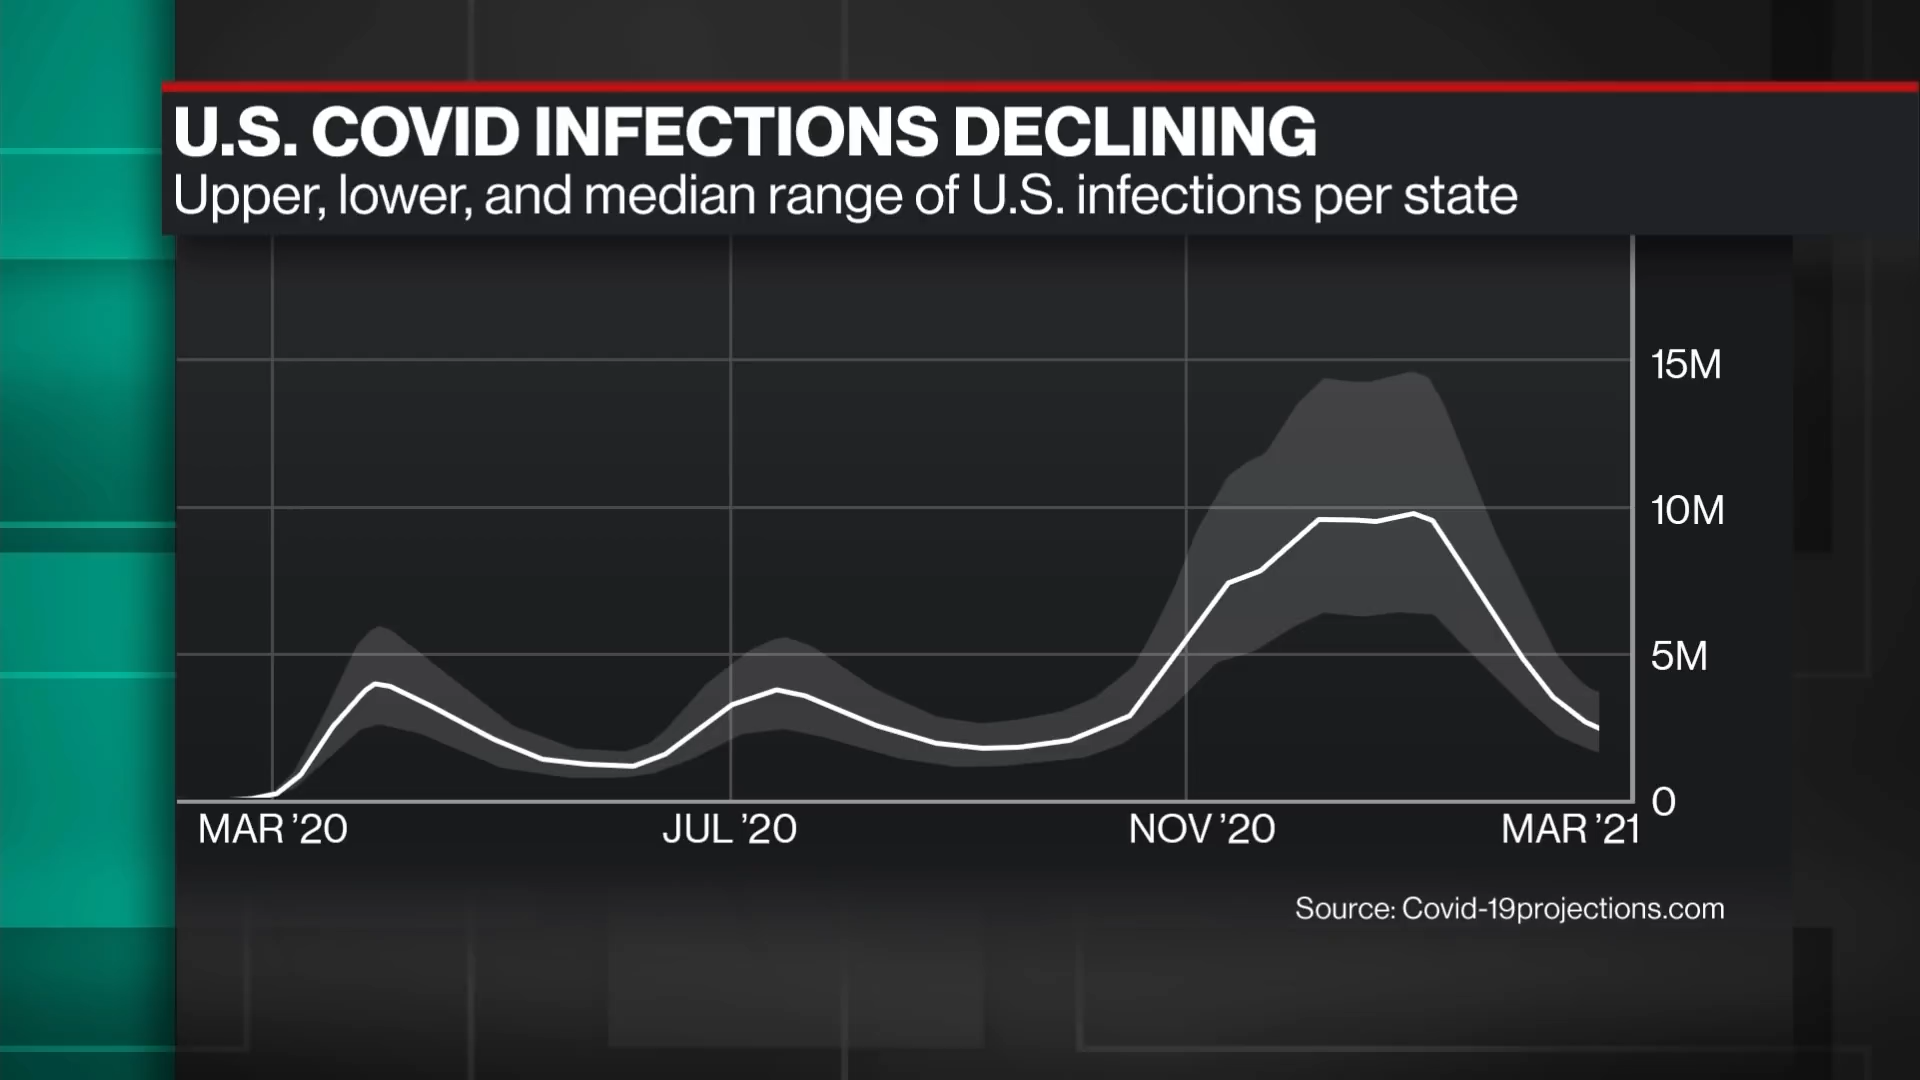 U.S. COVID INFECTIONS DECLINING
Upper, lower, and median range of U.S. infections per state
15M
10M
5M
0
MAR ’20 JUL ’20 NOV ’20 MAR ’21
Source: Covid-19projections.com